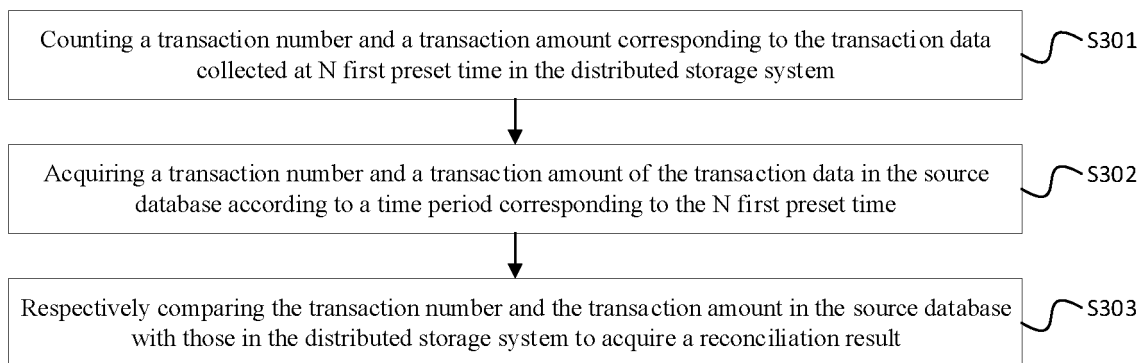 Counting a transaction number and a transaction amount corresponding to the transaction data
collected at N first preset time in the distributed storage system
S301
Acquiring a transaction number and a transaction amount of the transaction data in the source
database according to a time period corresponding to the N first preset time
S302
Respectively comparing the transaction number and the transaction amount in the source database
with those in the distributed storage system to acquire a reconciliation result
S303